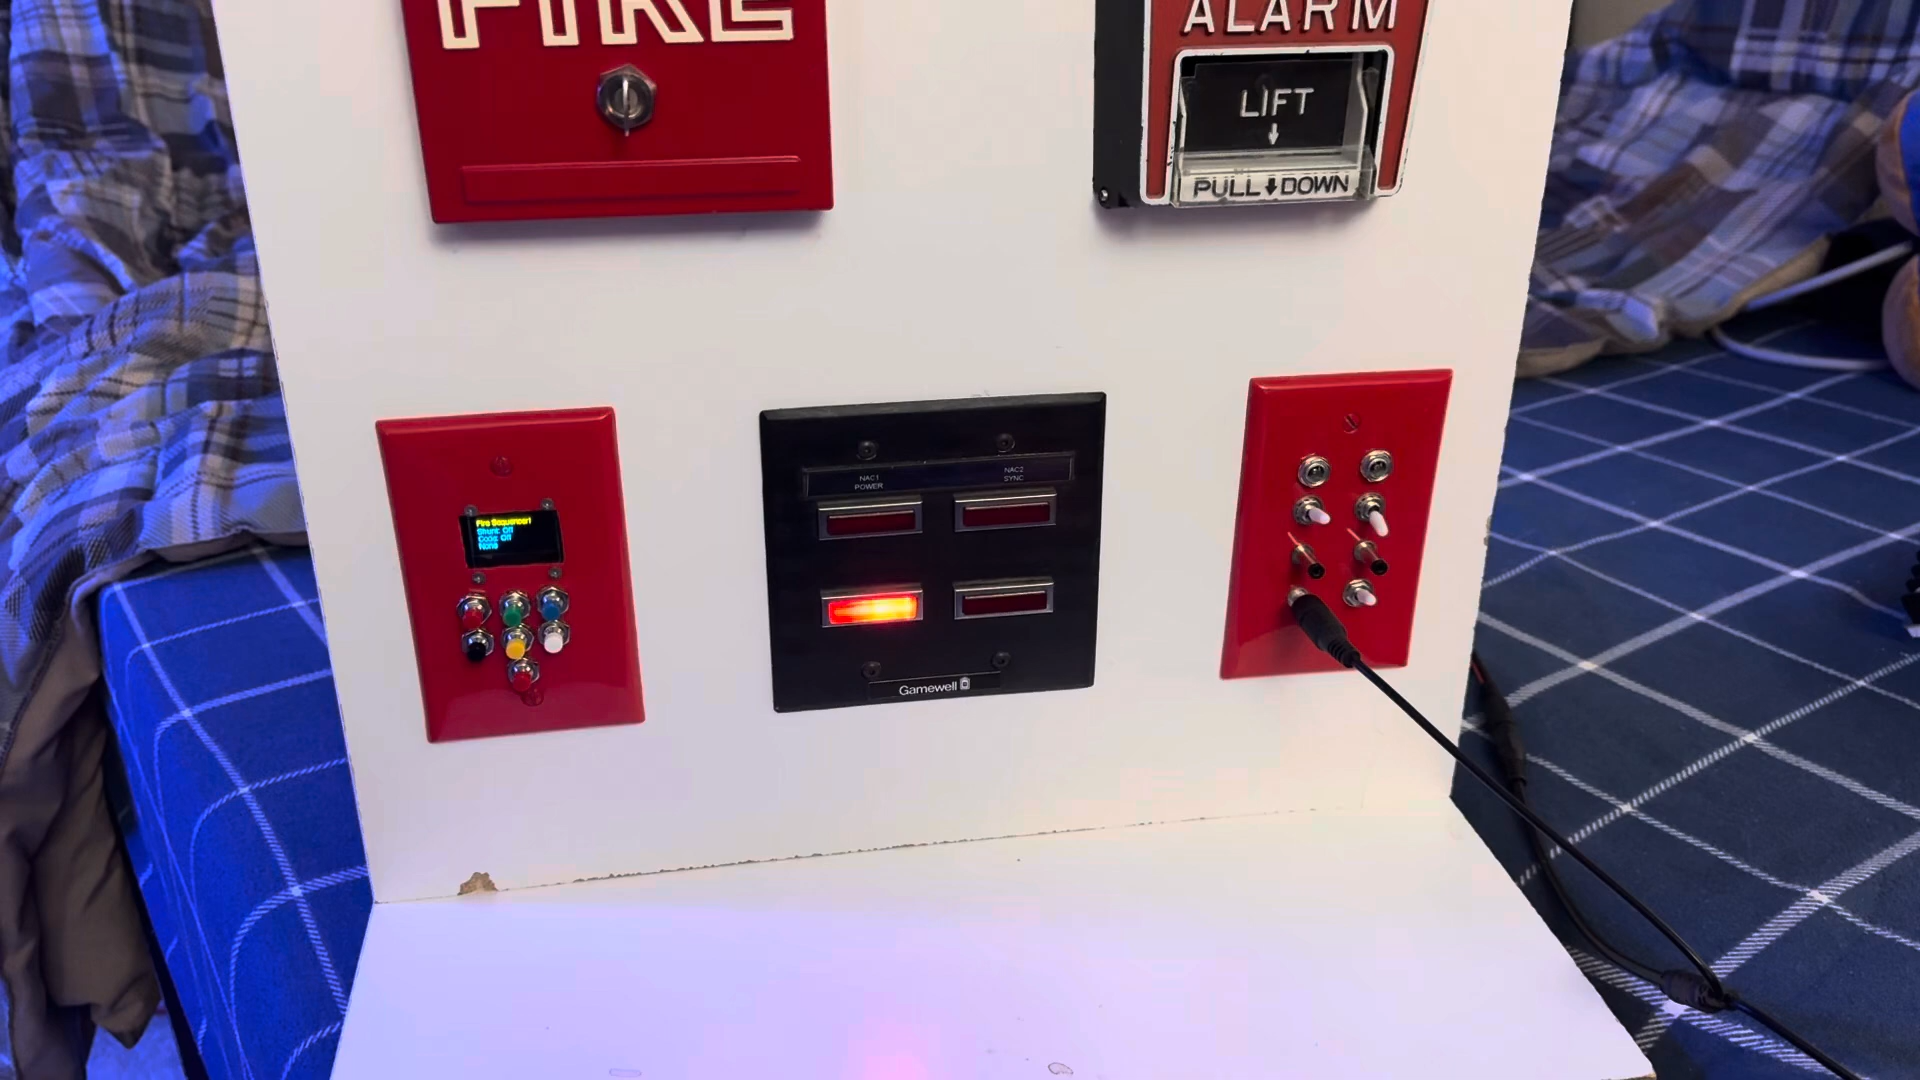 FIRE
ALARM
LIFT
PULL DOWN
NAC1
POWER
NAC2
SYNC
Fire Sequencer!
Shunt: Off
Code: Off
None
Gamewell